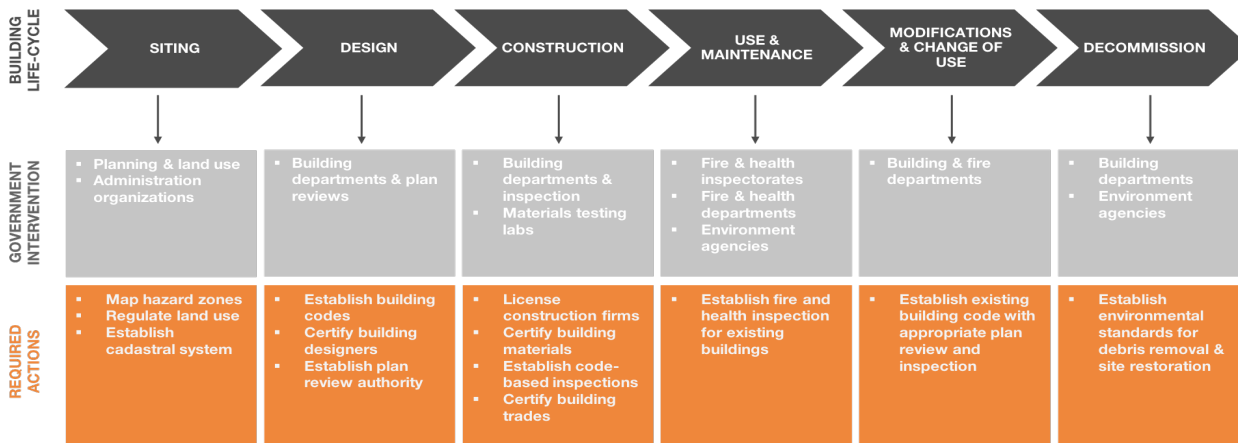 BUILDING
LIFE-CYCLE
SITING
DESIGN
CONSTRUCTION
USE &
MAINTENANCE
MODIFICATIONS
& CHANGE OF
USE
DECOMMISSION
GOVERNMENT
INTERVENTION
▪ Planning & land use
▪ Administration
organizations
▪ Building
departments & plan
reviews
▪ Building
departments &
inspection
▪ Materials testing
labs
▪ Fire & health
inspectorates
▪ Fire & health
departments
▪ Environment
agencies
▪ Building & fire
departments
▪ Building
departments
▪ Environment
agencies
REQUIRED
ACTIONS
▪ Map hazard zones
▪ Regulate land use
▪ Establish
cadastral system
▪ Establish building
codes
▪ Certify building
designers
▪ Establish plan
review authority
▪ License
construction firms
▪ Certify building
materials
▪ Establish code-
based inspections
▪ Certify building
trades
▪ Establish fire and
health inspection
for existing
buildings
▪ Establish existing
building code with
appropriate plan
review and
inspection
▪ Establish
environmental
standards for
debris removal &
site restoration